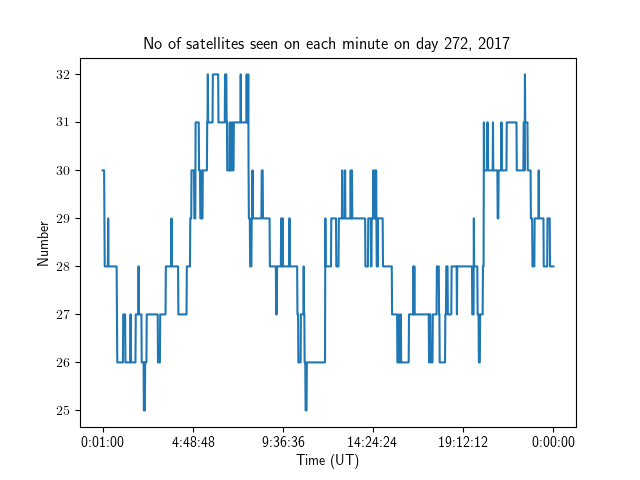 No of satellites seen on each minute on day 272, 2017
32
31
30
29
28
27
26
25
Number
0:01:00 4:48:48 9:36:36 14:24:24 19:12:12 0:00:00
Time (UT)